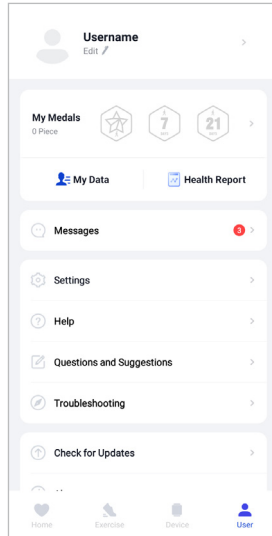 Username
Edit
My Medals
0 Piece
7
21
My Data
Health Report
Messages
3
Settings
Help
Questions and Suggestions
Troubleshooting
Check for Updates
Home
Exercise
Device
User